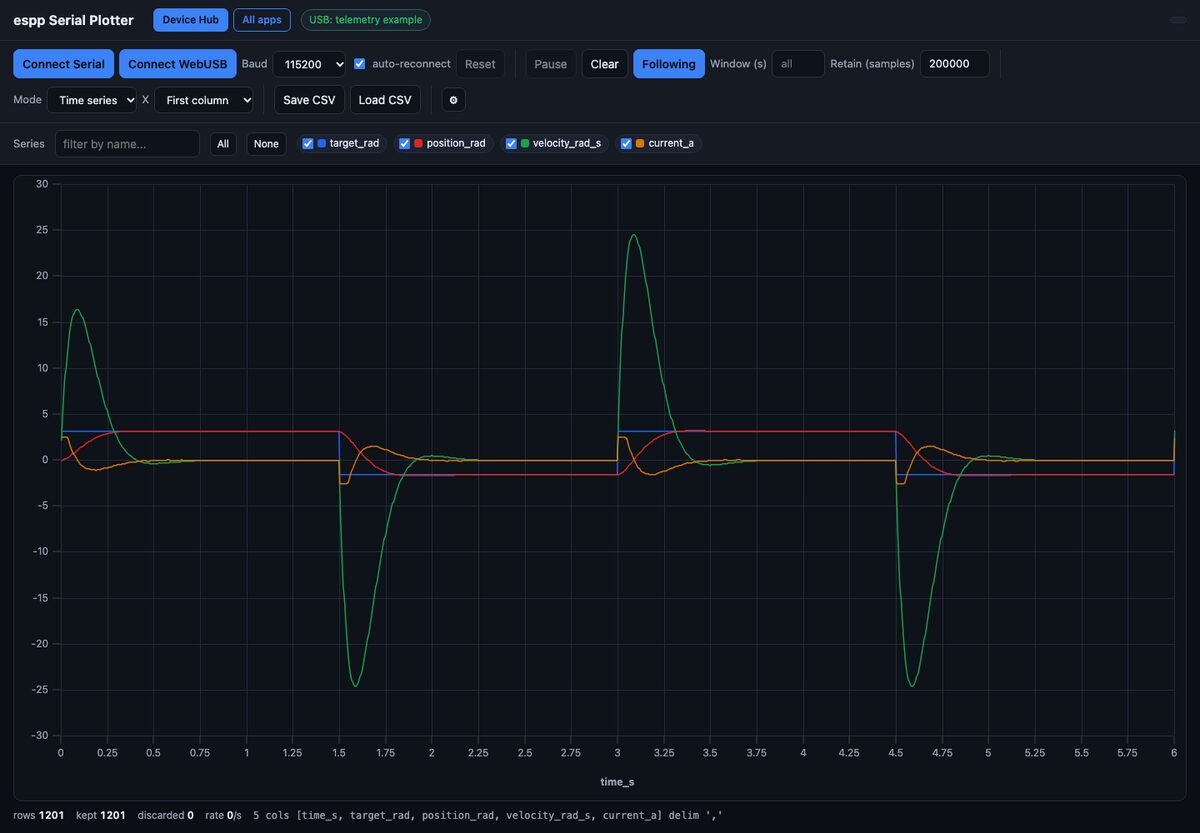 espp Serial Plotter Device Hub All apps USB: telemetry example
Connect Serial Connect WebUSB Baud 115200 auto-reconnect Reset Pause Clear Following Window (s) all Retain (samples) 200000
Mode Time series X First column Save CSV Load CSV
Series filter by name... All None target_rad position_rad velocity_rad_s current_a
30
25
20
15
10
5
0
-5
-10
-15
-20
-25
-30
0 0.25 0.5 0.75 1 1.25 1.5 1.75 2 2.25 2.5 2.75 3 3.25 3.5 3.75 4 4.25 4.5 4.75 5 5.25 5.5 5.75 6
time_s
rows 1201 kept 1201 discarded 0 rate 0/s 5 cols [time_s, target_rad, position_rad, velocity_rad_s, current_a] delim ','